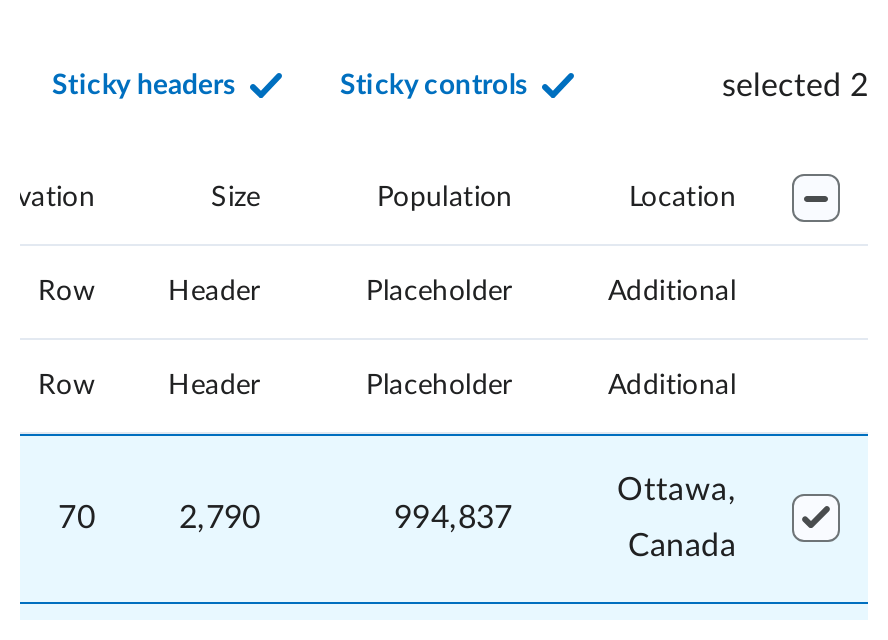 Sticky headers Sticky controls selected 2
Size Population Location
Row Header Placeholder Additional
Row Header Placeholder Additional
70 2,790 994,837 Ottawa,
Canada